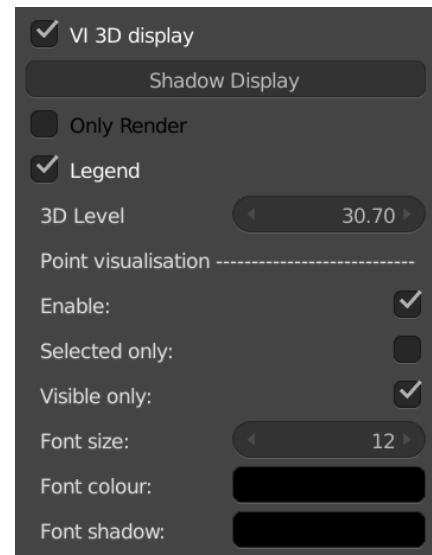 VI 3D display
Shadow Display
Only Render
Legend
3D Level 30.70
Point visualisation ----------------------------
Enable:
Selected only:
Visible only:
Font size: 12
Font colour:
Font shadow: